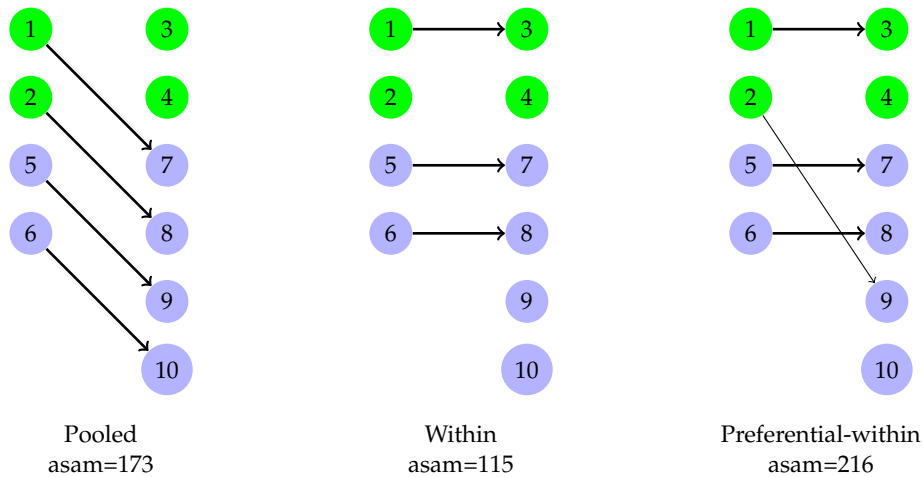 1 3 1 3 1 3
2 4 2 4 2 4
5 7 5 7 5 7
6 8 6 8 6 8
9 9 9
10 10 10
Pooled Within Preferential-within
asam=173 asam=115 asam=216